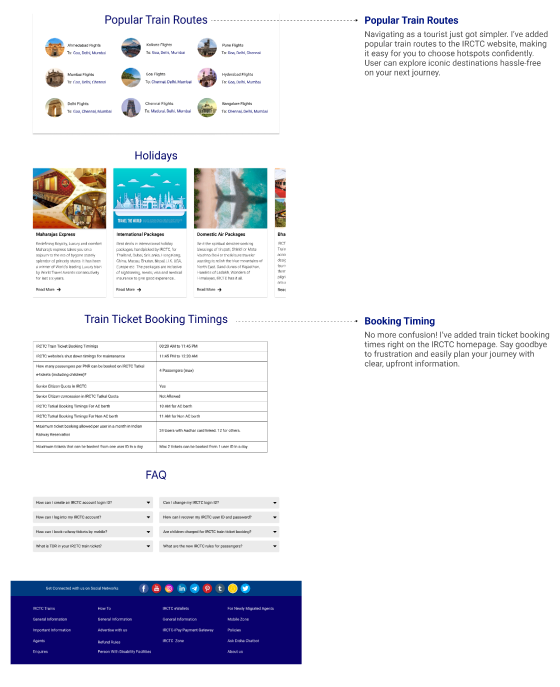 Popular Train Routes
Popular Train Routes
Navigating as a tourist just got simpler. I've added
popular train routes to the IRCTC website, making
it easy for you to choose hotspots confidently.
User can explore iconic destinations hassle-free
on your next journey.
Ahmedabad Flights
To: Goa, Delhi, Mumbai
Kolkata Flights
To: Goa, Delhi, Mumbai
Pune Flights
To: Goa, Delhi, Chennai
Mumbai Flights
To: Goa, Delhi, Chennai
Goa Flights
To: Chennai, Delhi, Mumbai
Hyderabad Flights
To: Goa, Chennai, Mumbai
Delhi Flights
To: Goa, Chennai, Mumbai
Chennai Flights
To: Madurai, Delhi, Mumbai
Bangalore Flights
To: Goa, Chennai, Mumbai
Holidays
Maharajas Express
Read More
International Packages
Read More
Domestic Air Packages
Read More
Bha
Train Ticket Booking Timings
Booking Timing
No more confusion! I've added train ticket booking
times right on the IRCTC homepage. Say goodbye
to frustration and easily plan your journey with
clear, upfront information.
IRCTC Train Ticket Booking Timings
00:20 AM to 11:45 PM
IRCTC website's shut down timings for maintenance
11:45 PM to 12:20 AM
How many passengers per PNR can be booked on IRCTC Tatkal
e-tickets (including children)?
4 Passengers (max)
Senior Citizen Quota in IRCTC
Yes
Senior Citizen concession in IRCTC Tatkal Quota
Not Allowed
IRCTC Tatkal Booking Timings For AC berth
10 AM for AC berth
IRCTC Tatkal Booking Timings For Non AC berth
11 AM for Non AC berth
Maximum ticket booking allowed per user in a month in Indian
Railway Reservation
24 Users with Aadhar card linked. 12 for others.
Maximum tickets that can be booked from one user ID in a day
Max 2 tickets can be booked from 1 user ID in a day
FAQ
How can I create an IRCTC account login ID?
Can I change my IRCTC login ID?
How can I log into my IRCTC account?
How can I recover my IRCTC user ID and password?
How can I book railway tickets by mobile?
Are children charged for IRCTC train ticket booking?
What is TDR in your IRCTC train ticket?
What are the new IRCTC rules for passengers?
Get Connected with us on Social Networks
IRCTC Trains
How To
IRCTC eWallets
For Newly Migrated Agents
General Information
General Information
General Information
Mobile Zone
Important Information
Advertise with us
IRCTC-iPay Payment Gateway
Policies
Agents
Refund Rules
IRCTC Zone
Ask Disha Chatbot
Enquires
Person With Disability Facilities
About us